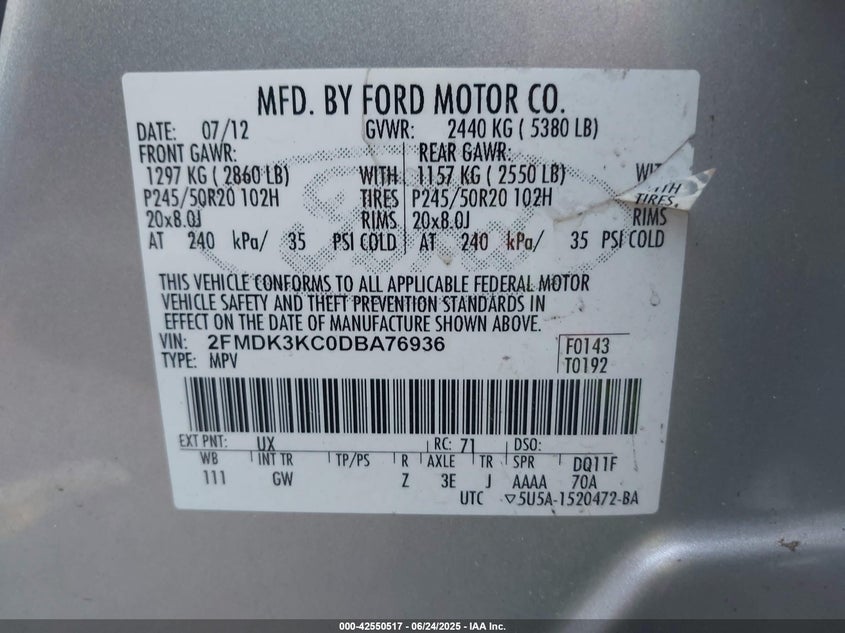 MFD. BY FORD MOTOR CO.
DATE: 07/12 GVWR: 2440 KG ( 5380 LB)
FRONT GAWR: REAR GAWR:
1297 KG ( 2860 LB) WITH 1157 KG ( 2550 LB) WITH
P245/50R20 102H TIRES P245/50R20 102H TIRES,
20x8.0J RIMS 20x8.0J RIMS
AT 240 kPa/ 35 PSI COLD AT 240 kPa/ 35 PSI COLD
THIS VEHICLE CONFORMS TO ALL APPLICABLE FEDERAL MOTOR
VEHICLE SAFETY AND THEFT PREVENTION STANDARDS IN
EFFECT ON THE DATE OF MANUFACTURE SHOWN ABOVE.
VIN: 2FMDK3KC0DBA76936 F0143
TYPE: MPV T0192
EXT PNT: UX RC: 71 DSO:
WB INT TR TP/PS R AXLE TR SPR DQ11F
111 GW Z 3E J AAAA 70A
UTC ▽5U5A-1520472-BA
000-42550517 - 06/24/2025 - IAA Inc.